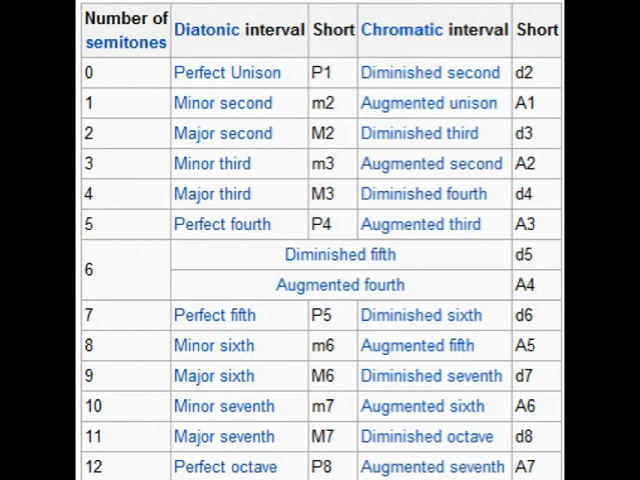 Number of semitones Diatonic interval Short Chromatic interval Short
0 Perfect Unison P1 Diminished second d2
1 Minor second m2 Augmented unison A1
2 Major second M2 Diminished third d3
3 Minor third m3 Augmented second A2
4 Major third M3 Diminished fourth d4
5 Perfect fourth P4 Augmented third A3
6 Diminished fifth d5
Augmented fourth A4
7 Perfect fifth P5 Diminished sixth d6
8 Minor sixth m6 Augmented fifth A5
9 Major sixth M6 Diminished seventh d7
10 Minor seventh m7 Augmented sixth A6
11 Major seventh M7 Diminished octave d8
12 Perfect octave P8 Augmented seventh A7